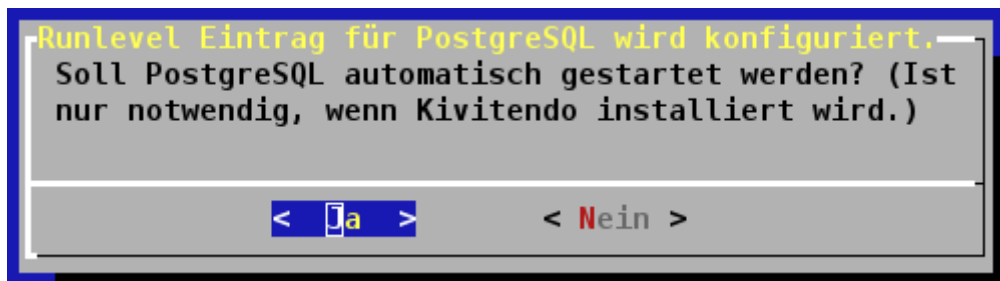 Runlevel Eintrag für PostgreSQL wird konfiguriert.
Soll PostgreSQL automatisch gestartet werden? (Ist
nur notwendig, wenn Kivitendo installiert wird.)
< Ja > < Nein >